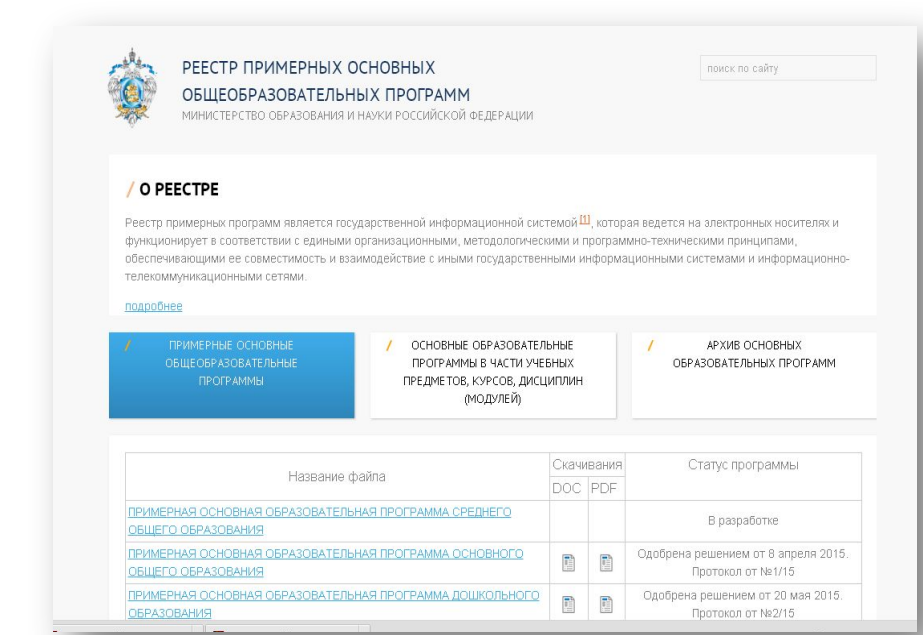 РЕЕСТР ПРИМЕРНЫХ ОСНОВНЫХ
ОБЩЕОБРАЗОВАТЕЛЬНЫХ ПРОГРАММ
МИНИСТЕРСТВО ОБРАЗОВАНИЯ И НАУКИ РОССИЙСКОЙ ФЕДЕРАЦИИ
поиск по сайту
/ О РЕЕСТРЕ
Реестр примерных программ является государственной информационной системой [1], которая ведется на электронных носителях и
функционирует в соответствии с едиными организационными, методологическими и программно-техническими принципами,
обеспечивающими ее совместимость и взаимодействие с иными государственными информационными системами и информационно-
телекоммуникационными сетями.
подробнее
/ ПРИМЕРНЫЕ ОСНОВНЫЕ
ОБЩЕОБРАЗОВАТЕЛЬНЫЕ
ПРОГРАММЫ
/ ОСНОВНЫЕ ОБРАЗОВАТЕЛЬНЫЕ
ПРОГРАММЫ В ЧАСТИ УЧЕБНЫХ
ПРЕДМЕТОВ, КУРСОВ, ДИСЦИПЛИН
(МОДУЛЕЙ)
/ АРХИВ ОСНОВНЫХ
ОБРАЗОВАТЕЛЬНЫХ ПРОГРАММ
Название файла
Скачивания
DOC PDF
Статус программы
ПРИМЕРНАЯ ОСНОВНАЯ ОБРАЗОВАТЕЛЬНАЯ ПРОГРАММА СРЕДНЕГО
ОБЩЕГО ОБРАЗОВАНИЯ
В разработке
ПРИМЕРНАЯ ОСНОВНАЯ ОБРАЗОВАТЕЛЬНАЯ ПРОГРАММА ОСНОВНОГО
ОБЩЕГО ОБРАЗОВАНИЯ
Одобрена решением от 8 апреля 2015.
Протокол от №1/15
ПРИМЕРНАЯ ОСНОВНАЯ ОБРАЗОВАТЕЛЬНАЯ ПРОГРАММА ДОШКОЛЬНОГО
ОБРАЗОВАНИЯ
Одобрена решением от 20 мая 2015.
Протокол от №2/15